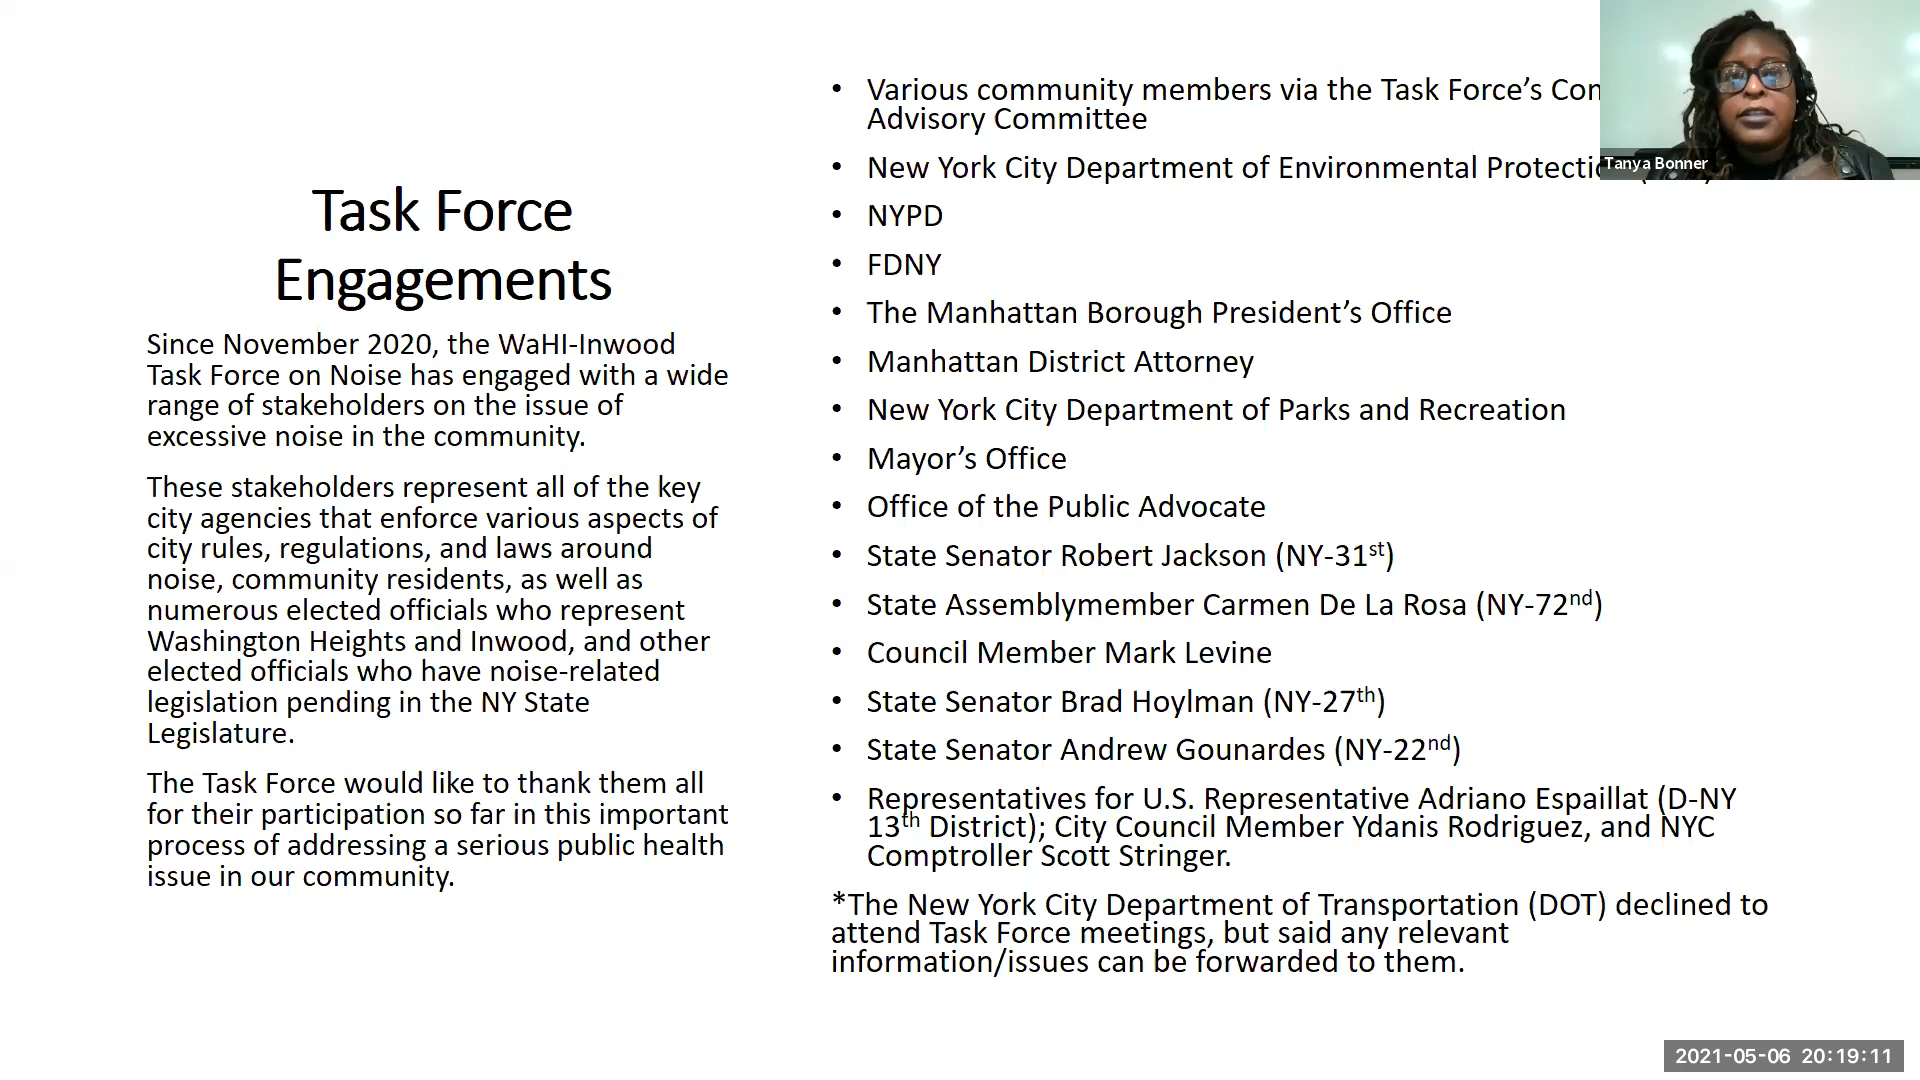 Task Force
Engagements
Since November 2020, the WaHI-Inwood
Task Force on Noise has engaged with a wide
range of stakeholders on the issue of
excessive noise in the community.
These stakeholders represent all of the key
city agencies that enforce various aspects of
city rules, regulations, and laws around
noise, community residents, as well as
numerous elected officials who represent
Washington Heights and Inwood, and other
elected officials who have noise-related
legislation pending in the NY State
Legislature.
The Task Force would like to thank them all
for their participation so far in this important
process of addressing a serious public health
issue in our community.
• Various community members via the Task Force’s
Advisory Committee
• New York City Department of Environmental
• NYPD
• FDNY
• The Manhattan Borough President’s Office
• Manhattan District Attorney
• New York City Department of Parks and Recreation
• Mayor’s Office
• Office of the Public Advocate
• State Senator Robert Jackson (NY-31st)
• State Assemblymember Carmen De La Rosa (NY-72nd)
• Council Member Mark Levine
• State Senator Brad Hoylman (NY-27th)
• State Senator Andrew Gounardes (NY-22nd)
• Representatives for U.S. Representative Adriano Espaillat (D-NY
13th District); City Council Member Ydanis Rodriguez, and NYC
Comptroller Scott Stringer.
*The New York City Department of Transportation (DOT) declined to
attend Task Force meetings, but said any relevant
information/issues can be forwarded to them.
Tanya Bonner
2021-05-06 20:19:11